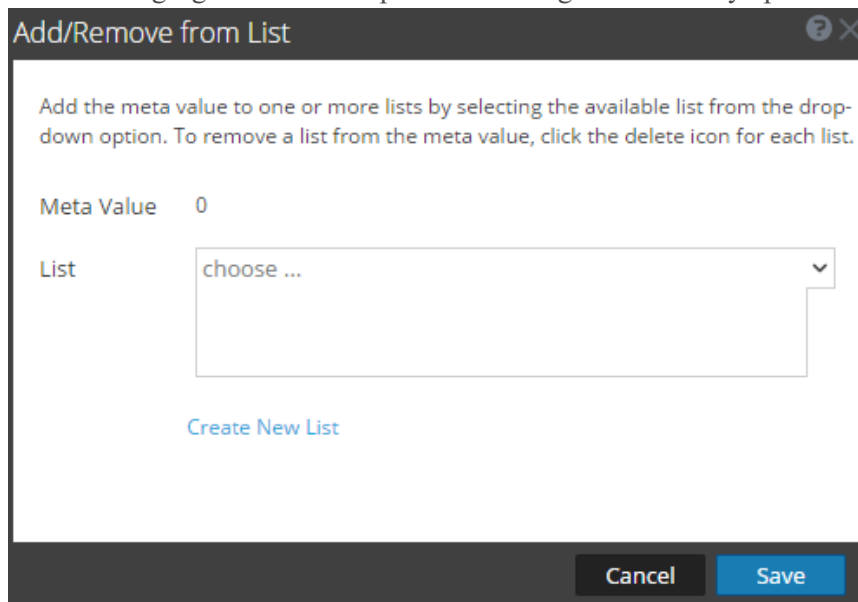 Add/Remove from List
Add the meta value to one or more lists by selecting the available list from the drop-
down option. To remove a list from the meta value, click the delete icon for each list.
Meta Value 0
List choose ...
Create New List
Cancel Save